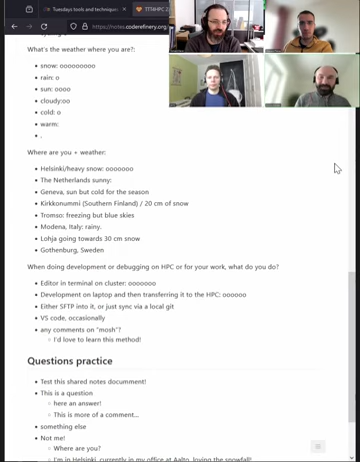 Tuesdays tools and technique
TTT4HPC 2
https://notes.coderefinery.org
What's the weather where you are?:
snow: ooooooooo
rain: o
sun: oooo
cloudy:oo
cold: o
warm:
.
Where are you + weather:
Helsinki/heavy snow: ooooooo
The Netherlands sunny:
Geneva, sun but cold for the season
Kirkkonummi (Southern Finland) / 20 cm of snow
Tromso: freezing but blue skies
Modena, Italy: rainy.
Lohja going towards 30 cm snow
Gothenburg, Sweden
When doing development or debugging on HPC or for your work, what do you do?
Editor in terminal on cluster: ooooooo
Development on laptop and then transferring it to the HPC: oooooo
Either SFTP into it, or just sync via a local git
VS code, occasionally
any comments on "mosh"?
I'd love to learn this method!
Questions practice
Test this shared notes documment!
This is a question
here an answer!
This is more of a comment...
something else
Not me!
Where are you?
I'm in Helsinki, currently in my office at Aalto, loving the snowfall!